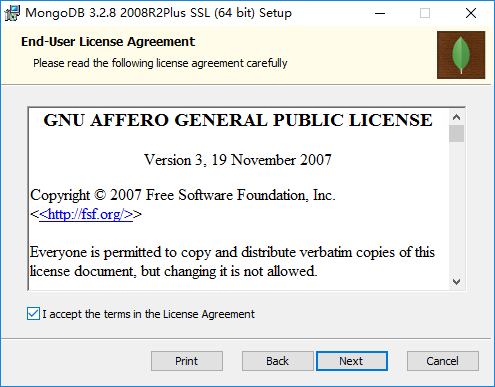 MongoDB 3.2.8 2008R2Plus SSL (64 bit) Setup
End-User License Agreement
Please read the following license agreement carefully
GNU AFFERO GENERAL PUBLIC LICENSE
Version 3, 19 November 2007
Copyright © 2007 Free Software Foundation, Inc.
<<http://fsf.org/>>
Everyone is permitted to copy and distribute verbatim copies of this
license document, but changing it is not allowed.
I accept the terms in the License Agreement
Print Back Next Cancel